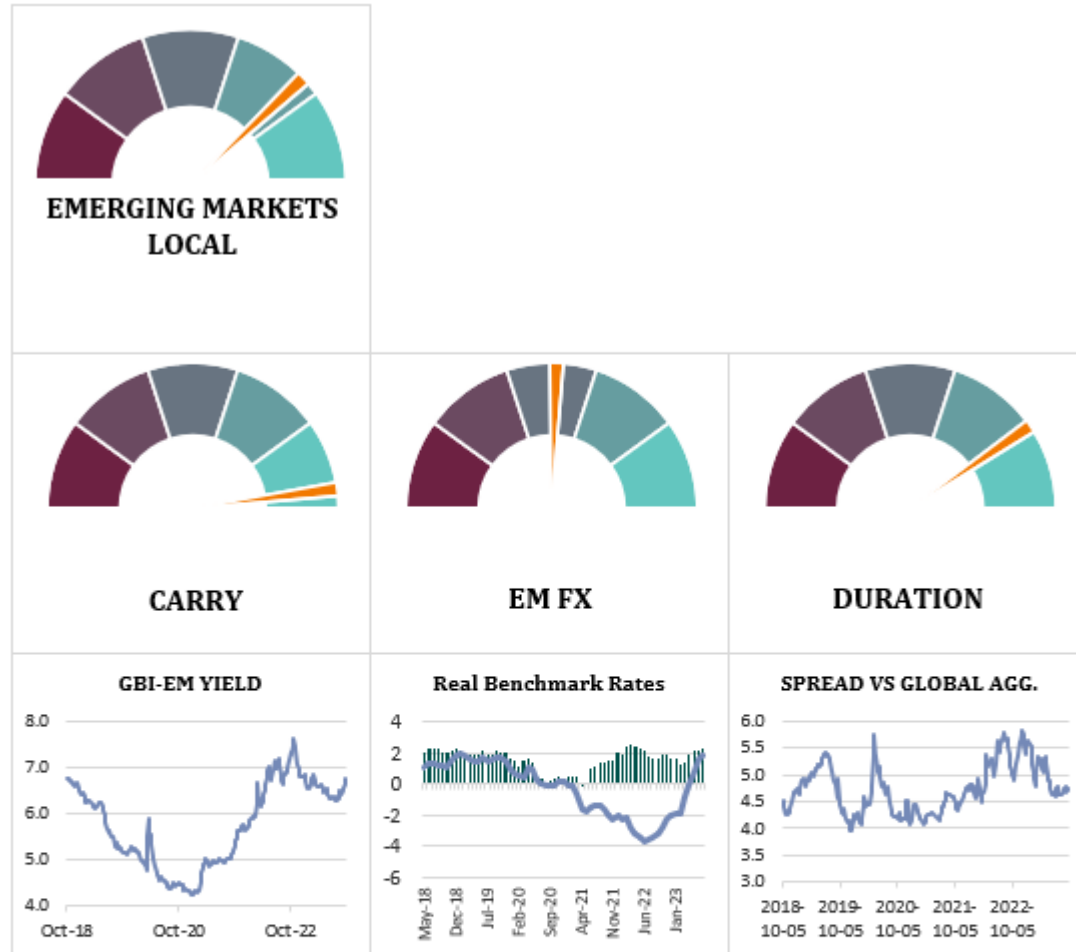 EMERGING MARKETS
LOCAL
CARRY
EM FX
DURATION
GBI-EM YIELD
8.0
7.0
6.0
5.0
4.0
Oct-18 Oct-20 Oct-22
Real Benchmark Rates
4
2
0
-2
-4
-6
May-18 Dec-18 Jul-19 Feb-20 Sep-20 Apr-21 Nov-21 Jun-22 Jan-23
SPREAD VS GLOBAL AGG.
6.0
5.5
5.0
4.5
4.0
3.5
3.0
2018- 2019- 2020- 2021- 2022-
10-05 10-05 10-05 10-05 10-05